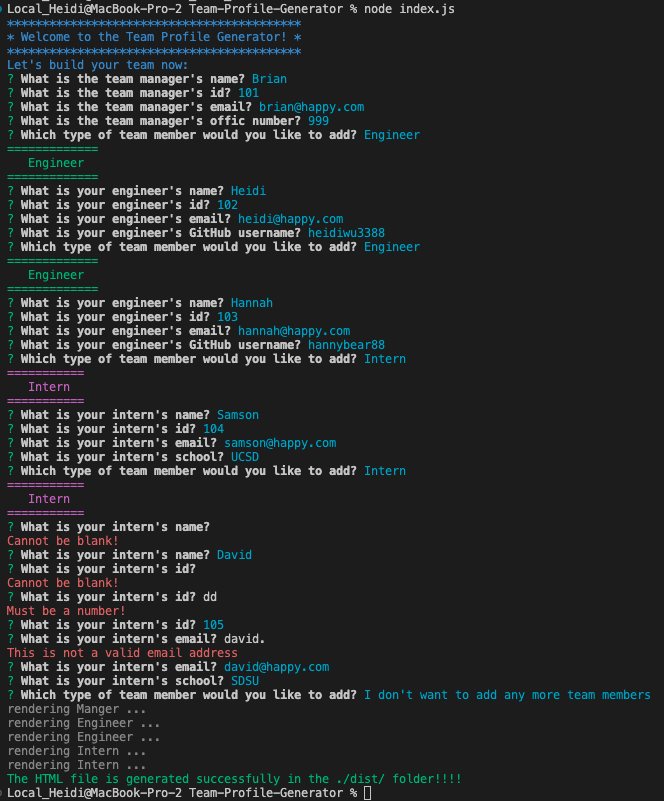 Local_Heidi@MacBook-Pro-2 Team-Profile-Generator % node index.js
******************************************
* Welcome to the Team Profile Generator! *
******************************************
Let's build your team now:
? What is the team manager's name? Brian
? What is the team manager's id? 101
? What is the team manager's email? brian@happy.com
? What is the team manager's offic number? 999
? Which type of team member would you like to add? Engineer
=============
Engineer
=============
? What is your engineer's name? Heidi
? What is your engineer's id? 102
? What is your engineer's email? heidi@happy.com
? What is your engineer's GitHub username? heidiwu3388
? Which type of team member would you like to add? Engineer
=============
Engineer
=============
? What is your engineer's name? Hannah
? What is your engineer's id? 103
? What is your engineer's email? hannah@happy.com
? What is your engineer's GitHub username? hannybear88
? Which type of team member would you like to add? Intern
===========
Intern
===========
? What is your intern's name? Samson
? What is your intern's id? 104
? What is your intern's email? samson@happy.com
? What is your intern's school? UCSD
? Which type of team member would you like to add? Intern
===========
Intern
===========
? What is your intern's name?
Cannot be blank!
? What is your intern's name? David
? What is your intern's id?
Cannot be blank!
? What is your intern's id? dd
Must be a number!
? What is your intern's id? 105
? What is your intern's email? david.
This is not a valid email address
? What is your intern's email? david@happy.com
? What is your intern's school? SDSU
? Which type of team member would you like to add? I don't want to add any more team members
rendering Manger ...
rendering Engineer ...
rendering Engineer ...
rendering Intern ...
rendering Intern ...
The HTML file is generated successfully in the ./dist/ folder!!!!
Local_Heidi@MacBook-Pro-2 Team-Profile-Generator %